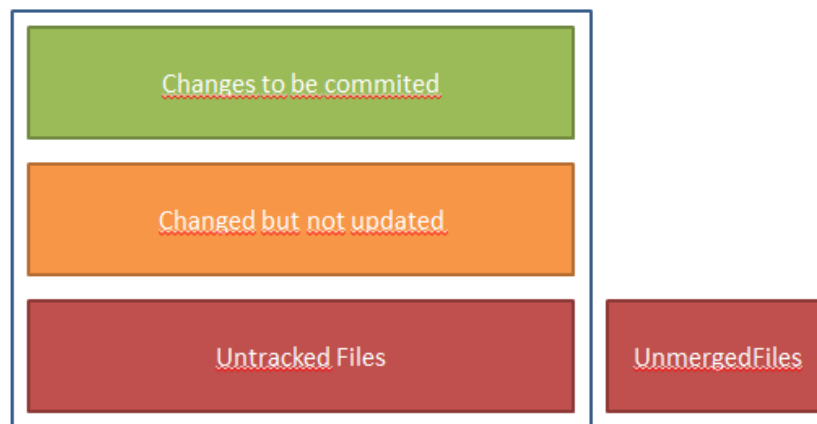 Changes to be commited
Changed but not updated
Untracked Files
UnmergedFiles